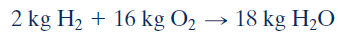 2 kg H₂ + 16 kg O₂ → 18 kg H₂O